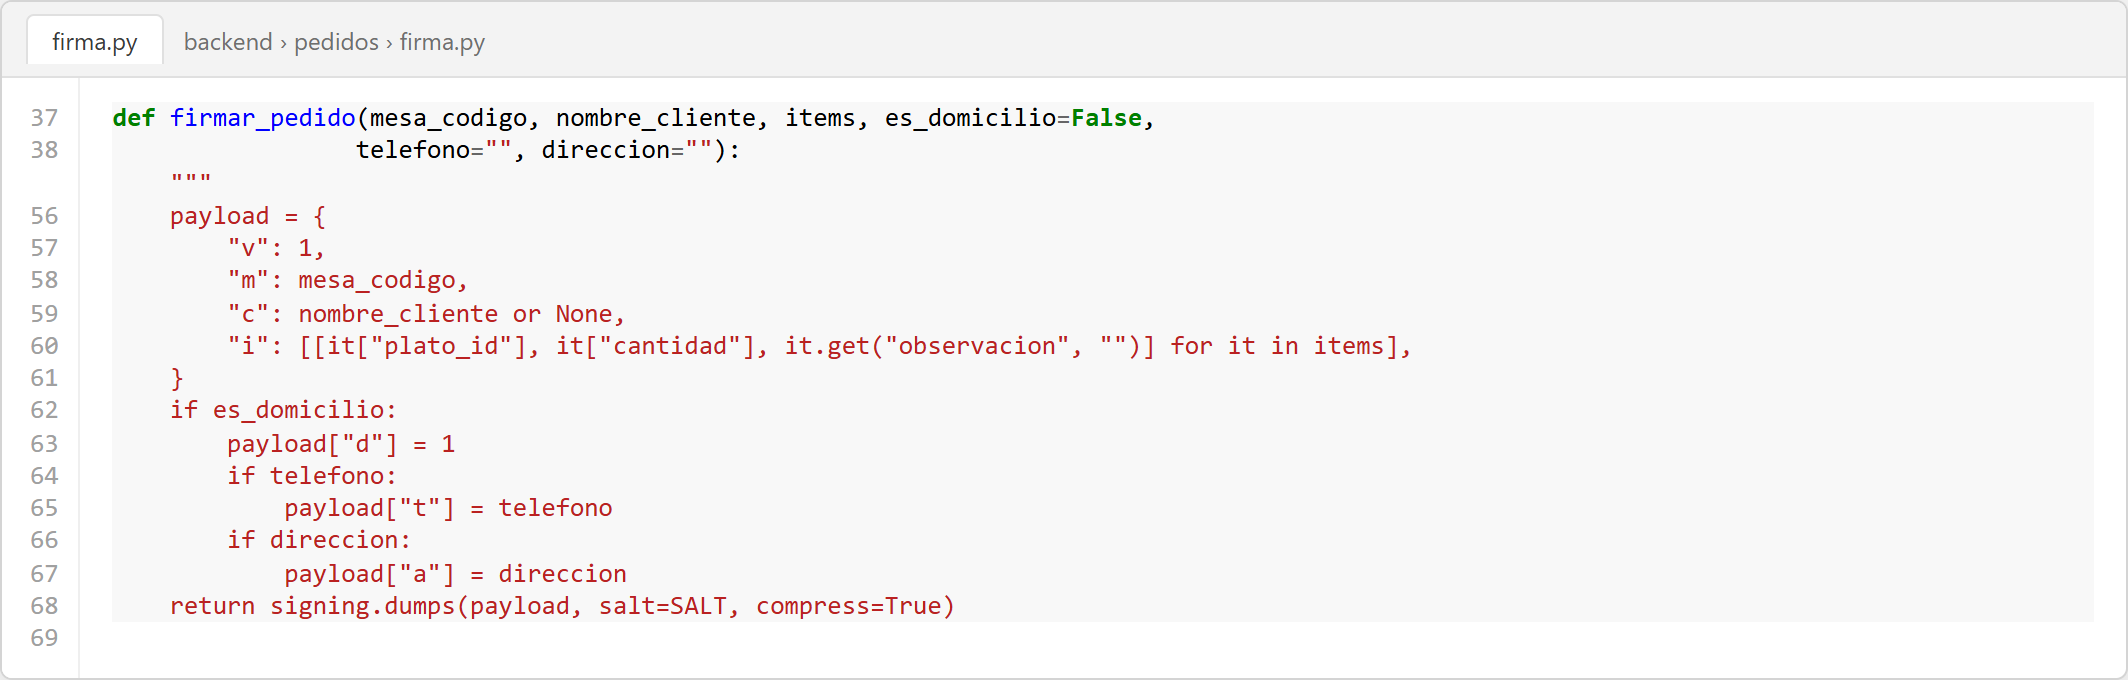 firma.py backend › pedidos › firma.py
37 def firmar_pedido(mesa_codigo, nombre_cliente, items, es_domicilio=False,
38                  telefono="", direccion=""):
    """
56     payload = {
57         "v": 1,
58         "m": mesa_codigo,
59         "c": nombre_cliente or None,
60         "i": [[it["plato_id"], it["cantidad"], it.get("observacion", "")] for it in items],
61     }
62     if es_domicilio:
63         payload["d"] = 1
64         if telefono:
65             payload["t"] = telefono
66         if direccion:
67             payload["a"] = direccion
68     return signing.dumps(payload, salt=SALT, compress=True)
69